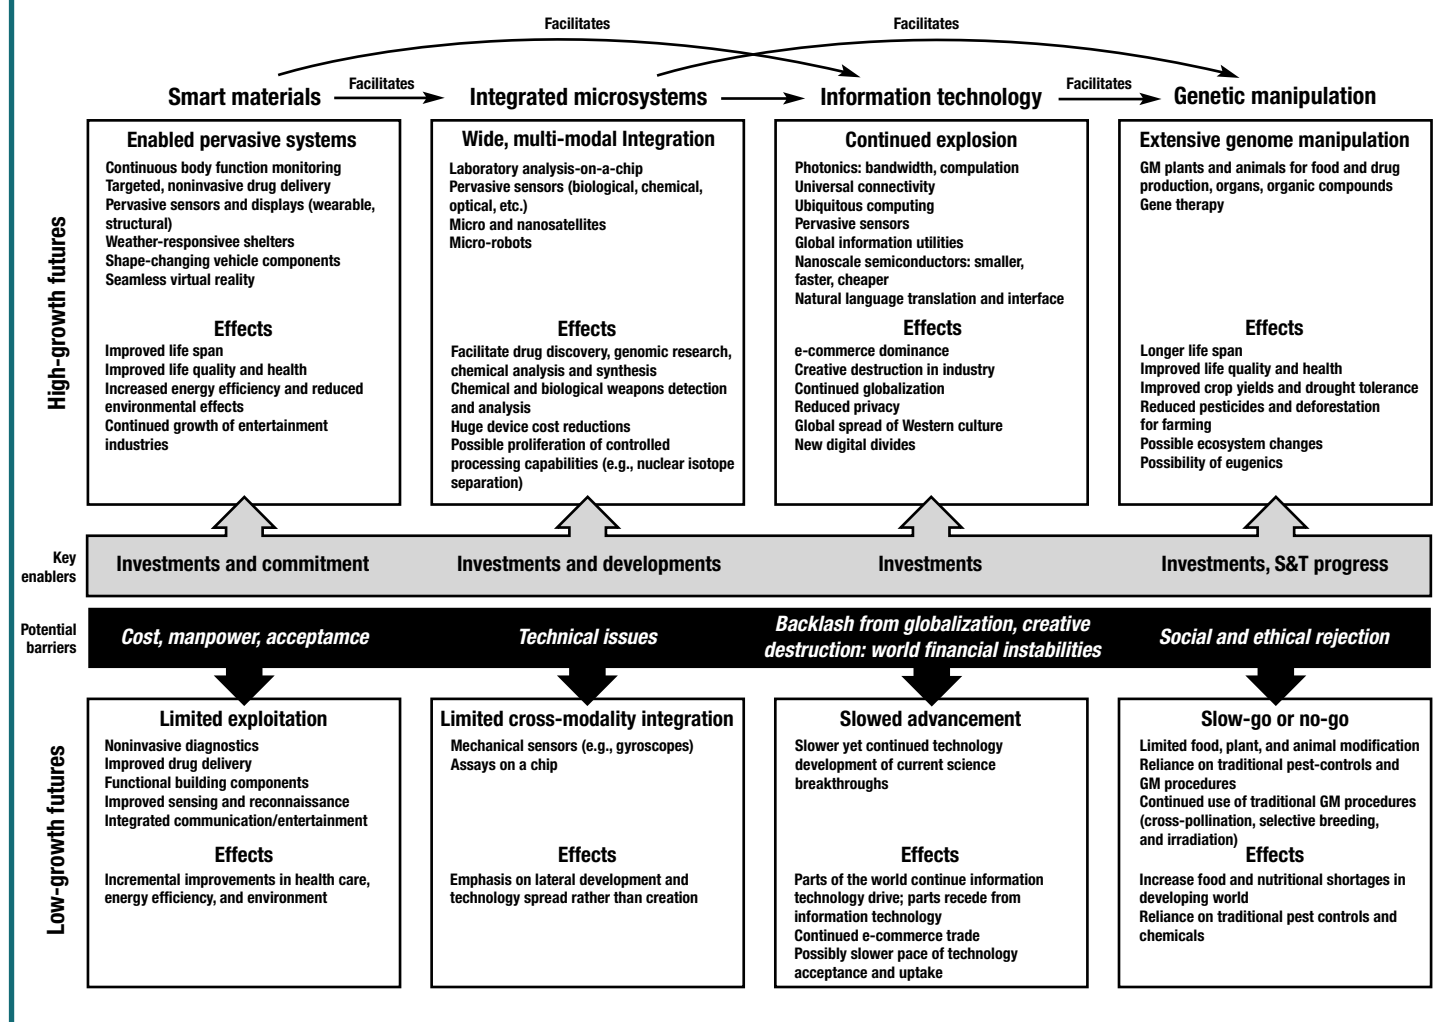 Facilitates
Facilitates
Smart materials
Facilitates
Integrated microsystems
Information technology
Facilitates
Genetic manipulation
High-growth futures
Enabled pervasive systems
Continuous body function monitoring
Targeted, noninvasive drug delivery
Pervasive sensors and displays (wearable,
structural)
Weather-responsivee shelters
Shape-changing vehicle components
Seamless virtual reality
Effects
Improved life span
Improved life quality and health
Increased energy efficiency and reduced
environmental effects
Continued growth of entertainment
industries
Wide, multi-modal Integration
Laboratory analysis-on-a-chip
Pervasive sensors (biological, chemical,
optical, etc.)
Micro and nanosatellites
Micro-robots
Effects
Facilitate drug discovery, genomic research,
chemical analysis and synthesis
Chemical and biological weapons detection
and analysis
Huge device cost reductions
Possible proliferation of controlled
processing capabilities (e.g., nuclear isotope
separation)
Continued explosion
Photonics: bandwidth, compulation
Universal connectivity
Ubiquitous computing
Pervasive sensors
Global information utilities
Nanoscale semiconductors: smaller,
faster, cheaper
Natural language translation and interface
Effects
e-commerce dominance
Creative destruction in industry
Continued globalization
Reduced privacy
Global spread of Western culture
New digital divides
Extensive genome manipulation
GM plants and animals for food and drug
production, organs, organic compounds
Gene therapy
Effects
Longer life span
Improved life quality and health
Improved crop yields and drought tolerance
Reduced pesticides and deforestation
for farming
Possible ecosystem changes
Possibility of eugenics
Key
enablers
Investments and commitment
Investments and developments
Investments
Investments, S&T progress
Potential
barriers
Cost, manpower, acceptamce
Technical issues
Backlash from globalization, creative
destruction: world financial instabilities
Social and ethical rejection
Low-growth futures
Limited exploitation
Noninvasive diagnostics
Improved drug delivery
Functional building components
Improved sensing and reconnaissance
Integrated communication/entertainment
Effects
Incremental improvements in health care,
energy efficiency, and environment
Limited cross-modality integration
Mechanical sensors (e.g., gyroscopes)
Assays on a chip
Effects
Emphasis on lateral development and
technology spread rather than creation
Slowed advancement
Slower yet continued technology
development of current science
breakthroughs
Effects
Parts of the world continue information
technology drive; parts recede from
information technology
Continued e-commerce trade
Possibly slower pace of technology
acceptance and uptake
Slow-go or no-go
Limited food, plant, and animal modification
Reliance on traditional pest-controls and
GM procedures
Continued use of traditional GM procedures
(cross-pollination, selective breeding,
and irradiation)
Effects
Increase food and nutritional shortages in
developing world
Reliance on traditional pest controls and
chemicals